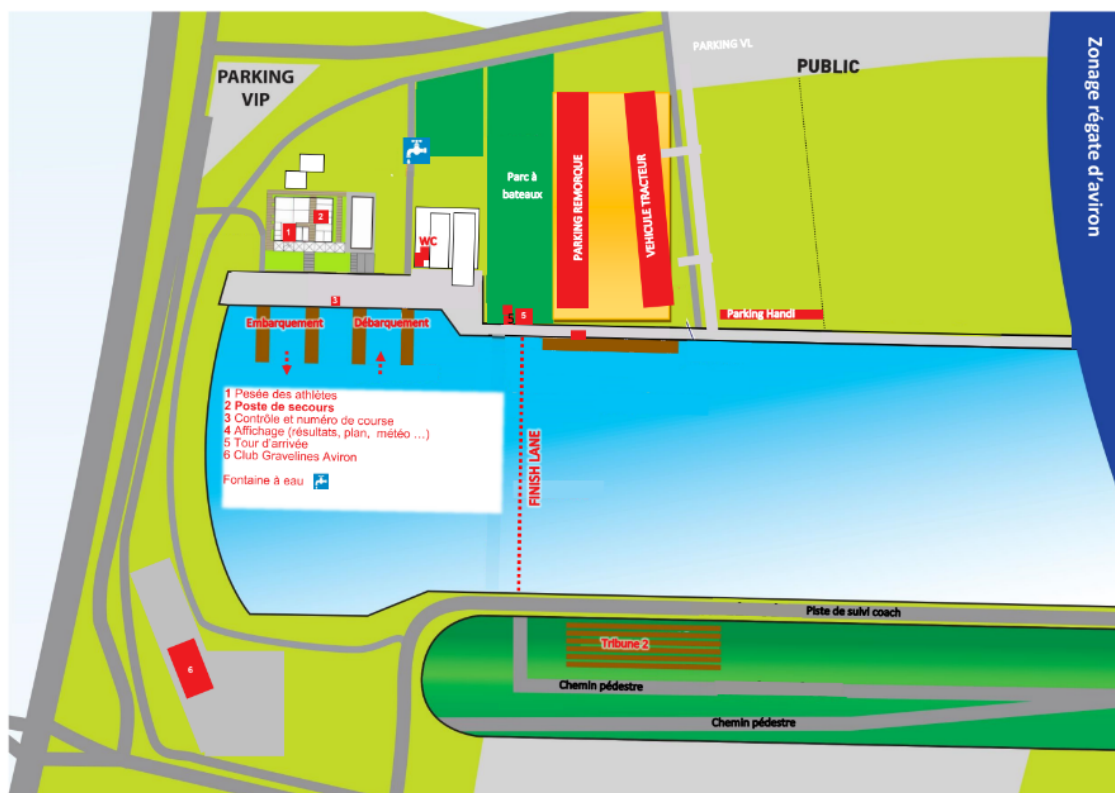 PARKING VL
PARKING
VIP
PUBLIC
Zonage régate d'aviron
Parc à
bateaux
PARKING REMORQUE
VEHICULE TRACTEUR
2
1
WC
3
5
5
Parking Handi
Embarquement
Débarquement
1 Pesée des athlètes
2 Poste de secours
3 Contrôle et numéro de course
4 Affichage (résultats, plan, météo ...)
5 Tour d'arrivée
6 Club Gravelines Aviron
Fontaine à eau
FINISH LANE
Piste de suivi coach
Tribune 2
6
Chemin pédestre
Chemin pédestre